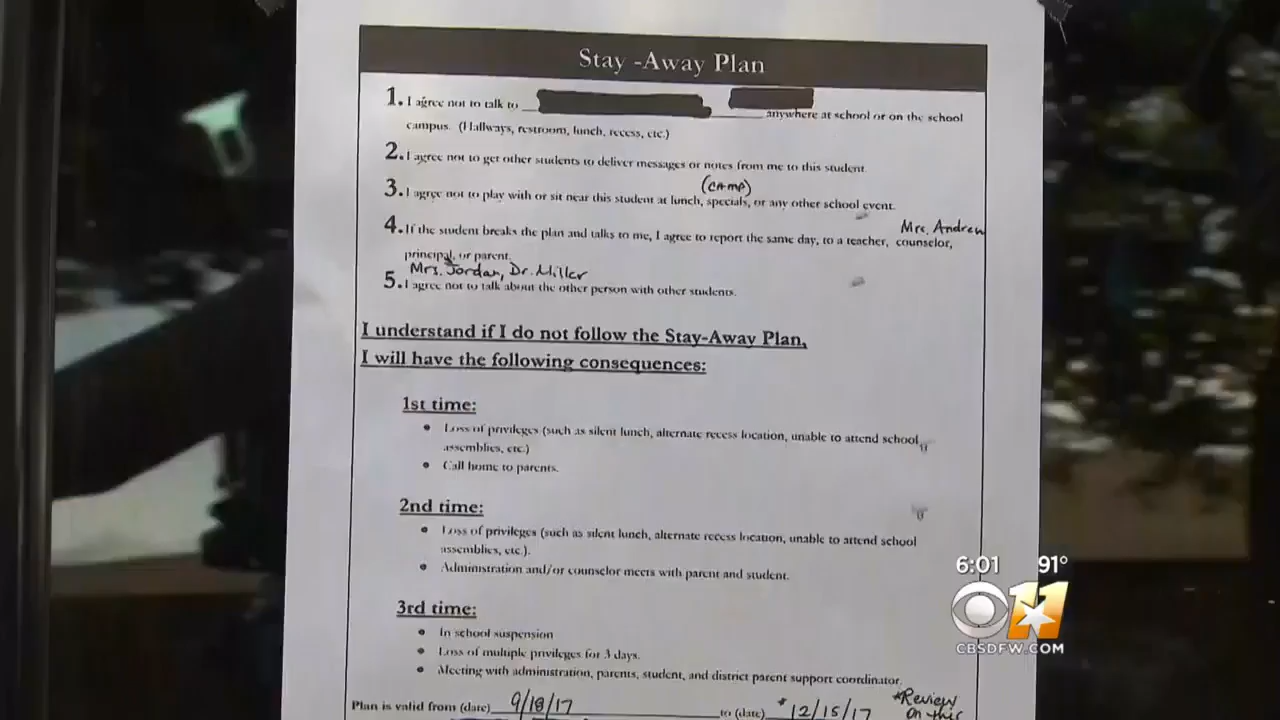 Stay -Away Plan
1. I agree not to talk to anywhere at school or on the school
campus. (Hallways, restroom, lunch, recess, etc.)
2. I agree not to get other students to deliver messages or notes from me to this student.
(CAMP)
3. I agree not to play with or sit near this student at lunch, specials, or any other school event.
Mrs. Andrew
4. If the student breaks the plan and talks to me, I agree to report the same day, to a teacher, counselor,
principal, or parent.
Mrs. Jordan, Dr. Miller
5. I agree not to talk about the other person with other students.
I understand if I do not follow the Stay-Away Plan,
I will have the following consequences:
1st time:
• Loss of privileges (such as silent lunch, alternate recess location, unable to attend school
assemblies, etc.)
• Call home to parents.
2nd time:
• Loss of privileges (such as silent lunch, alternate recess location, unable to attend school
assemblies, etc.).
• Administration and/or counselor meets with parent and student.
3rd time:
• In school suspension
• Loss of multiple privileges for 3 days.
• Meeting with administration, parents, student, and district parent support coordinator.
Plan is valid from (date) 9/18/17 to (date) *12/15/17 *Review
on this
6:01 91°
11
CBSDFW.COM